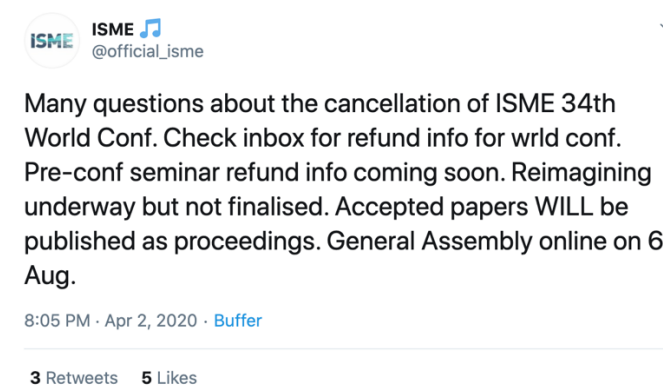 ISME
ISME 🎵
@official_isme
Many questions about the cancellation of ISME 34th
World Conf. Check inbox for refund info for wrld conf.
Pre-conf seminar refund info coming soon. Reimagining
underway but not finalised. Accepted papers WILL be
published as proceedings. General Assembly online on 6
Aug.
8:05 PM · Apr 2, 2020 · Buffer
3 Retweets 5 Likes